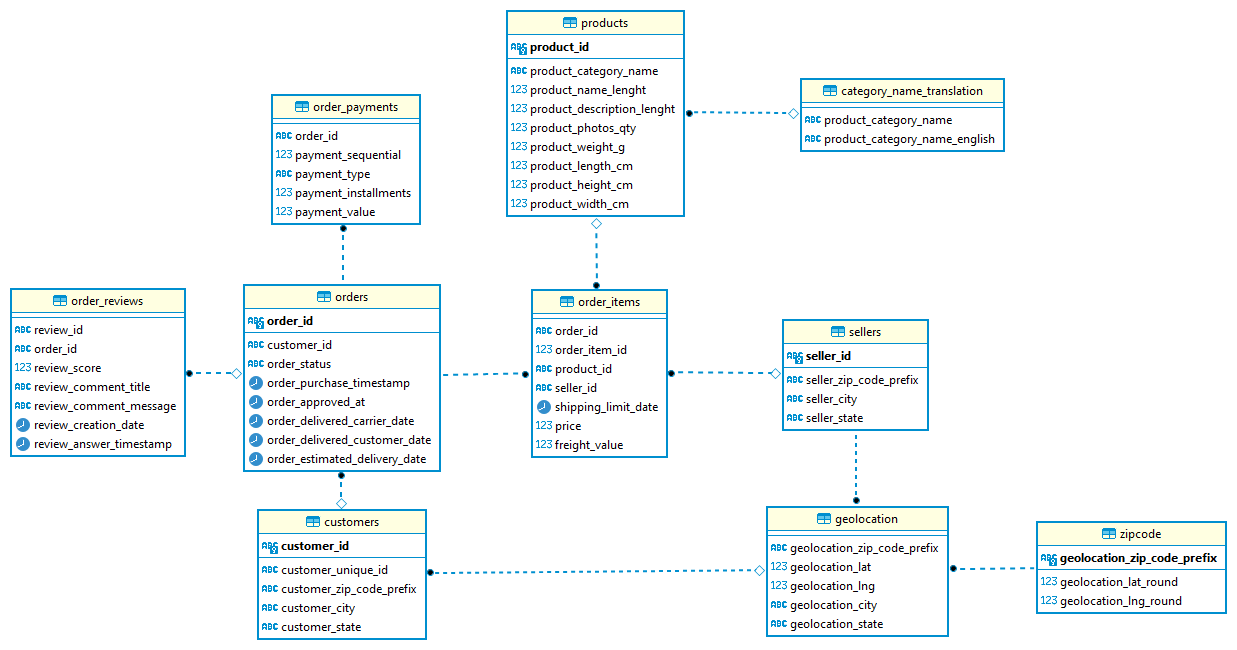 products
ABC product_id
ABC product_category_name
123 product_name_lenght
123 product_description_lenght
123 product_photos_qty
123 product_weight_g
123 product_length_cm
123 product_height_cm
123 product_width_cm
category_name_translation
ABC product_category_name
ABC product_category_name_english
order_payments
ABC order_id
123 payment_sequential
ABC payment_type
123 payment_installments
123 payment_value
order_reviews
ABC review_id
ABC order_id
123 review_score
ABC review_comment_title
ABC review_comment_message
review_creation_date
review_answer_timestamp
orders
ABC order_id
ABC customer_id
ABC order_status
order_purchase_timestamp
order_approved_at
order_delivered_carrier_date
order_delivered_customer_date
order_estimated_delivery_date
order_items
ABC order_id
123 order_item_id
ABC product_id
ABC seller_id
shipping_limit_date
123 price
123 freight_value
sellers
ABC seller_id
ABC seller_zip_code_prefix
ABC seller_city
ABC seller_state
customers
ABC customer_id
ABC customer_unique_id
ABC customer_zip_code_prefix
ABC customer_city
ABC customer_state
geolocation
ABC geolocation_zip_code_prefix
123 geolocation_lat
123 geolocation_lng
ABC geolocation_city
ABC geolocation_state
zipcode
ABC geolocation_zip_code_prefix
123 geolocation_lat_round
123 geolocation_lng_round